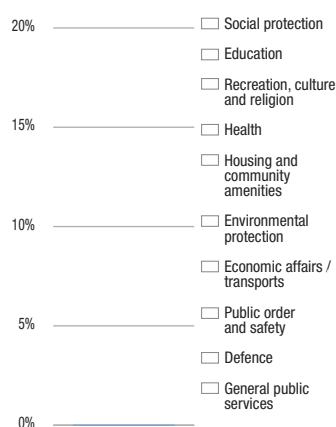 20%
15%
10%
5%
0%
Social protection
Education
Recreation, culture
and religion
Health
Housing and
community
amenities
Environmental
protection
Economic affairs /
transports
Public order
and safety
Defence
General public
services